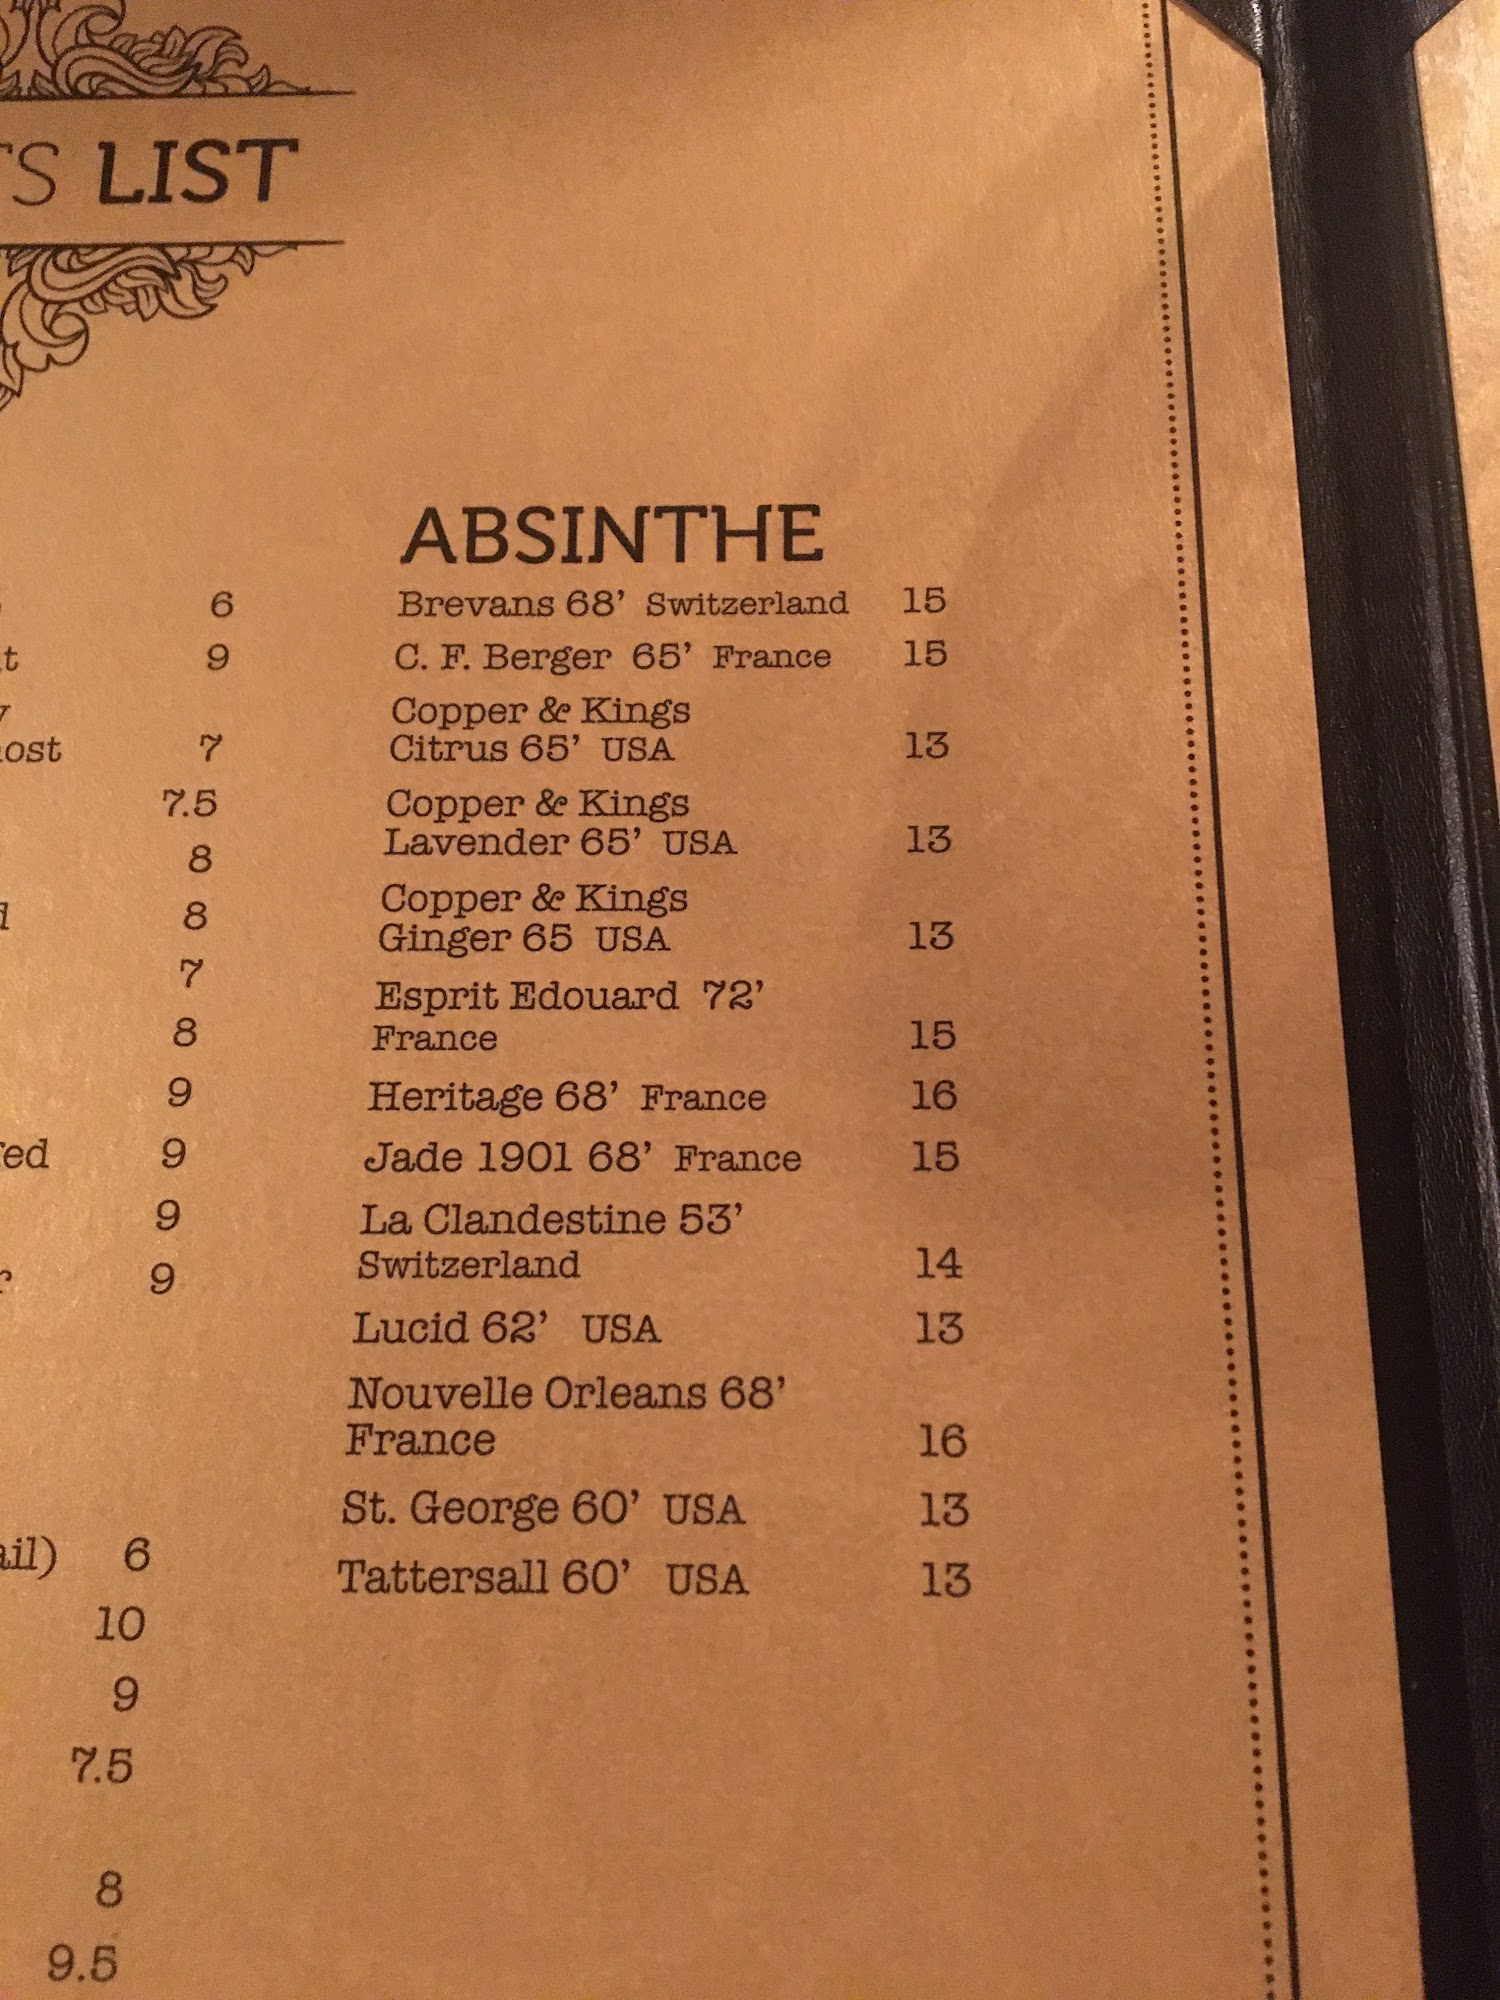 LIST
ABSINTHE
6
Brevans 68' Switzerland 15
9
C. F. Berger 65' France 15
Copper & Kings
7
Citrus 65' USA 13
7.5
Copper & Kings
8
Lavender 65' USA 13
8
Copper & Kings
Ginger 65 USA 13
7
Esprit Edouard 72'
8
France 15
9
Heritage 68' France 16
9
Jade 1901 68' France 15
9
La Clandestine 53'
9
Switzerland 14
Lucid 62' USA 13
Nouvelle Orleans 68'
France 16
St. George 60' USA 13
6
Tattersall 60' USA 13
10
9
7.5
8
9.5